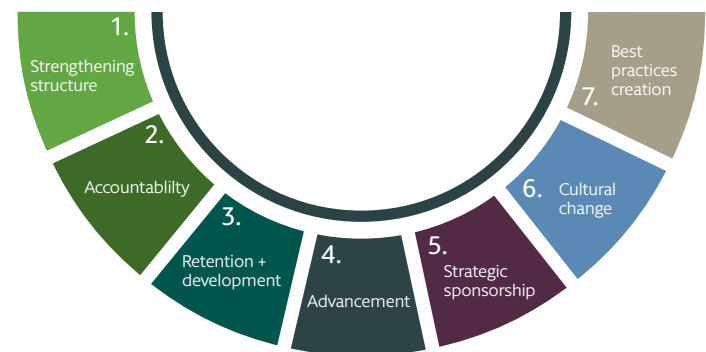 1.
Strengthening
structure
2.
Accountablilty
3.
Retention +
development
4.
Advancement
5.
Strategic
sponsorship
6.
Cultural
change
7.
Best
practices
creation